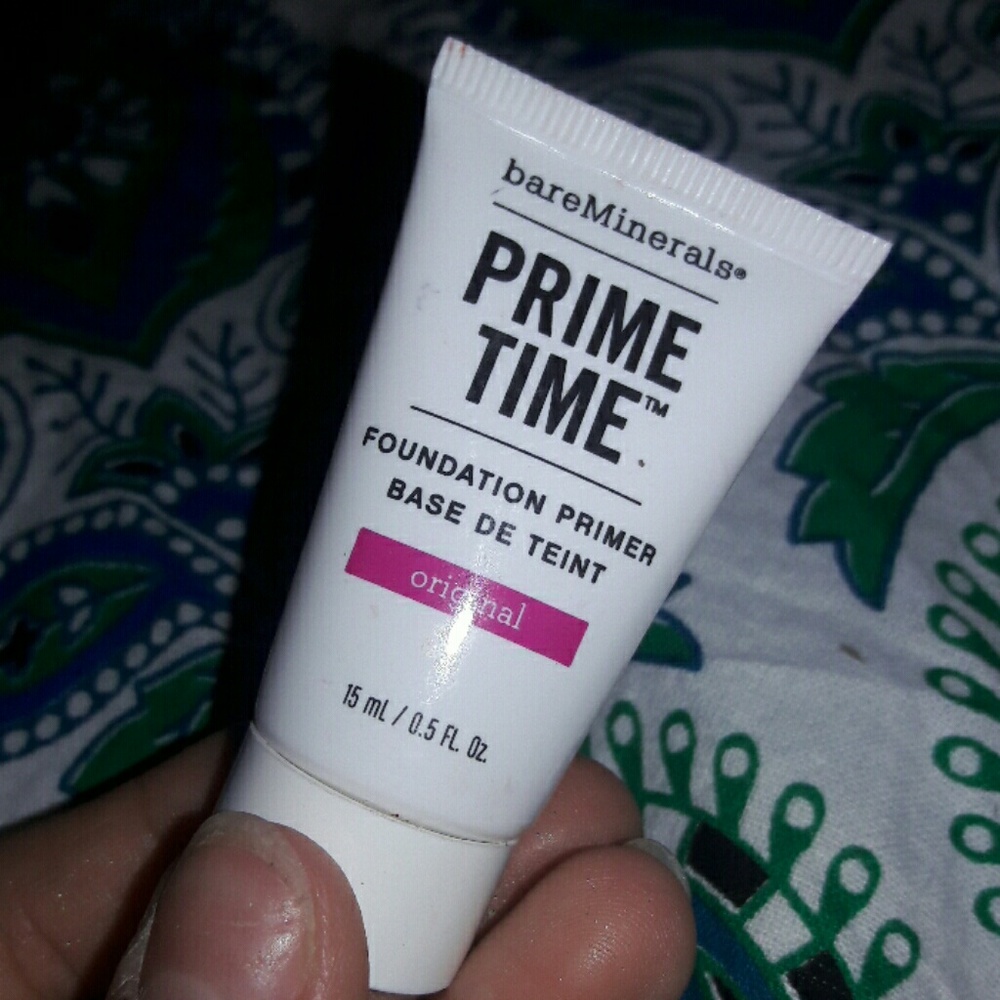 bareMinerals®
PRIME
TIME™
FOUNDATION PRIMER
BASE DE TEINT
original
15 mL / 0.5 FL. Oz.